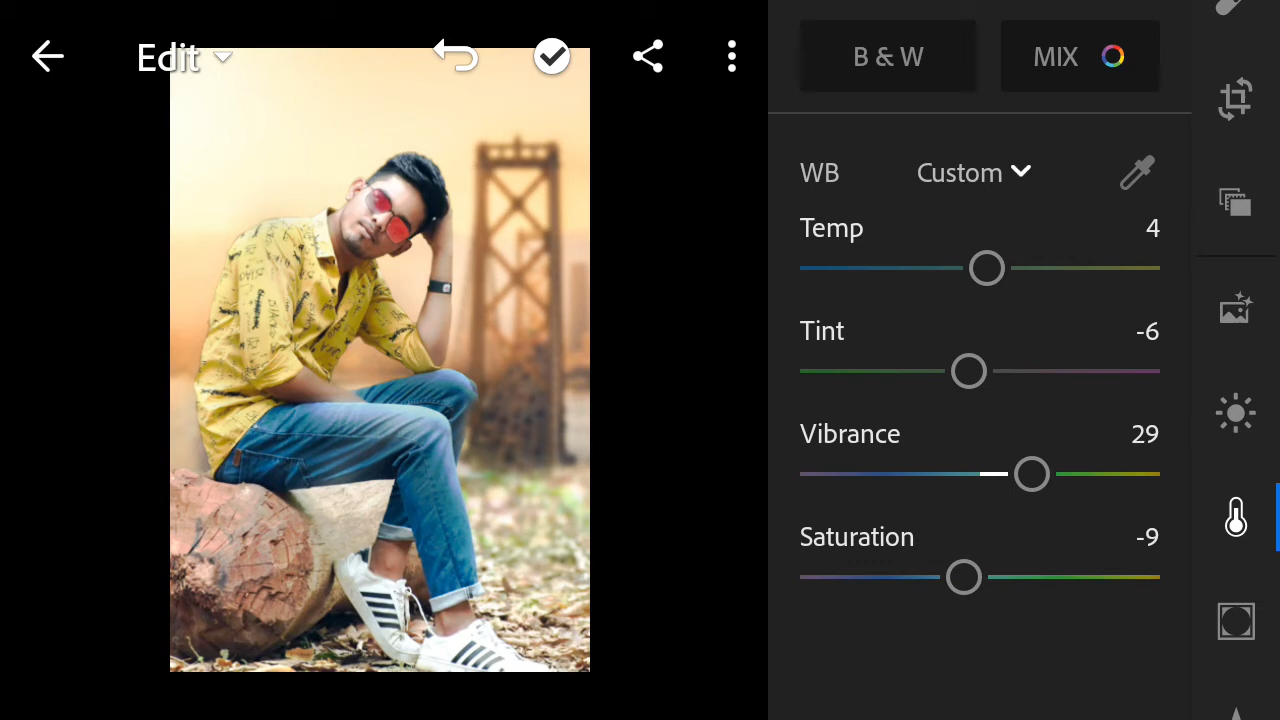 Edit
B & W
MIX
WB
Custom
Temp
4
Tint
-6
Vibrance
29
Saturation
-9